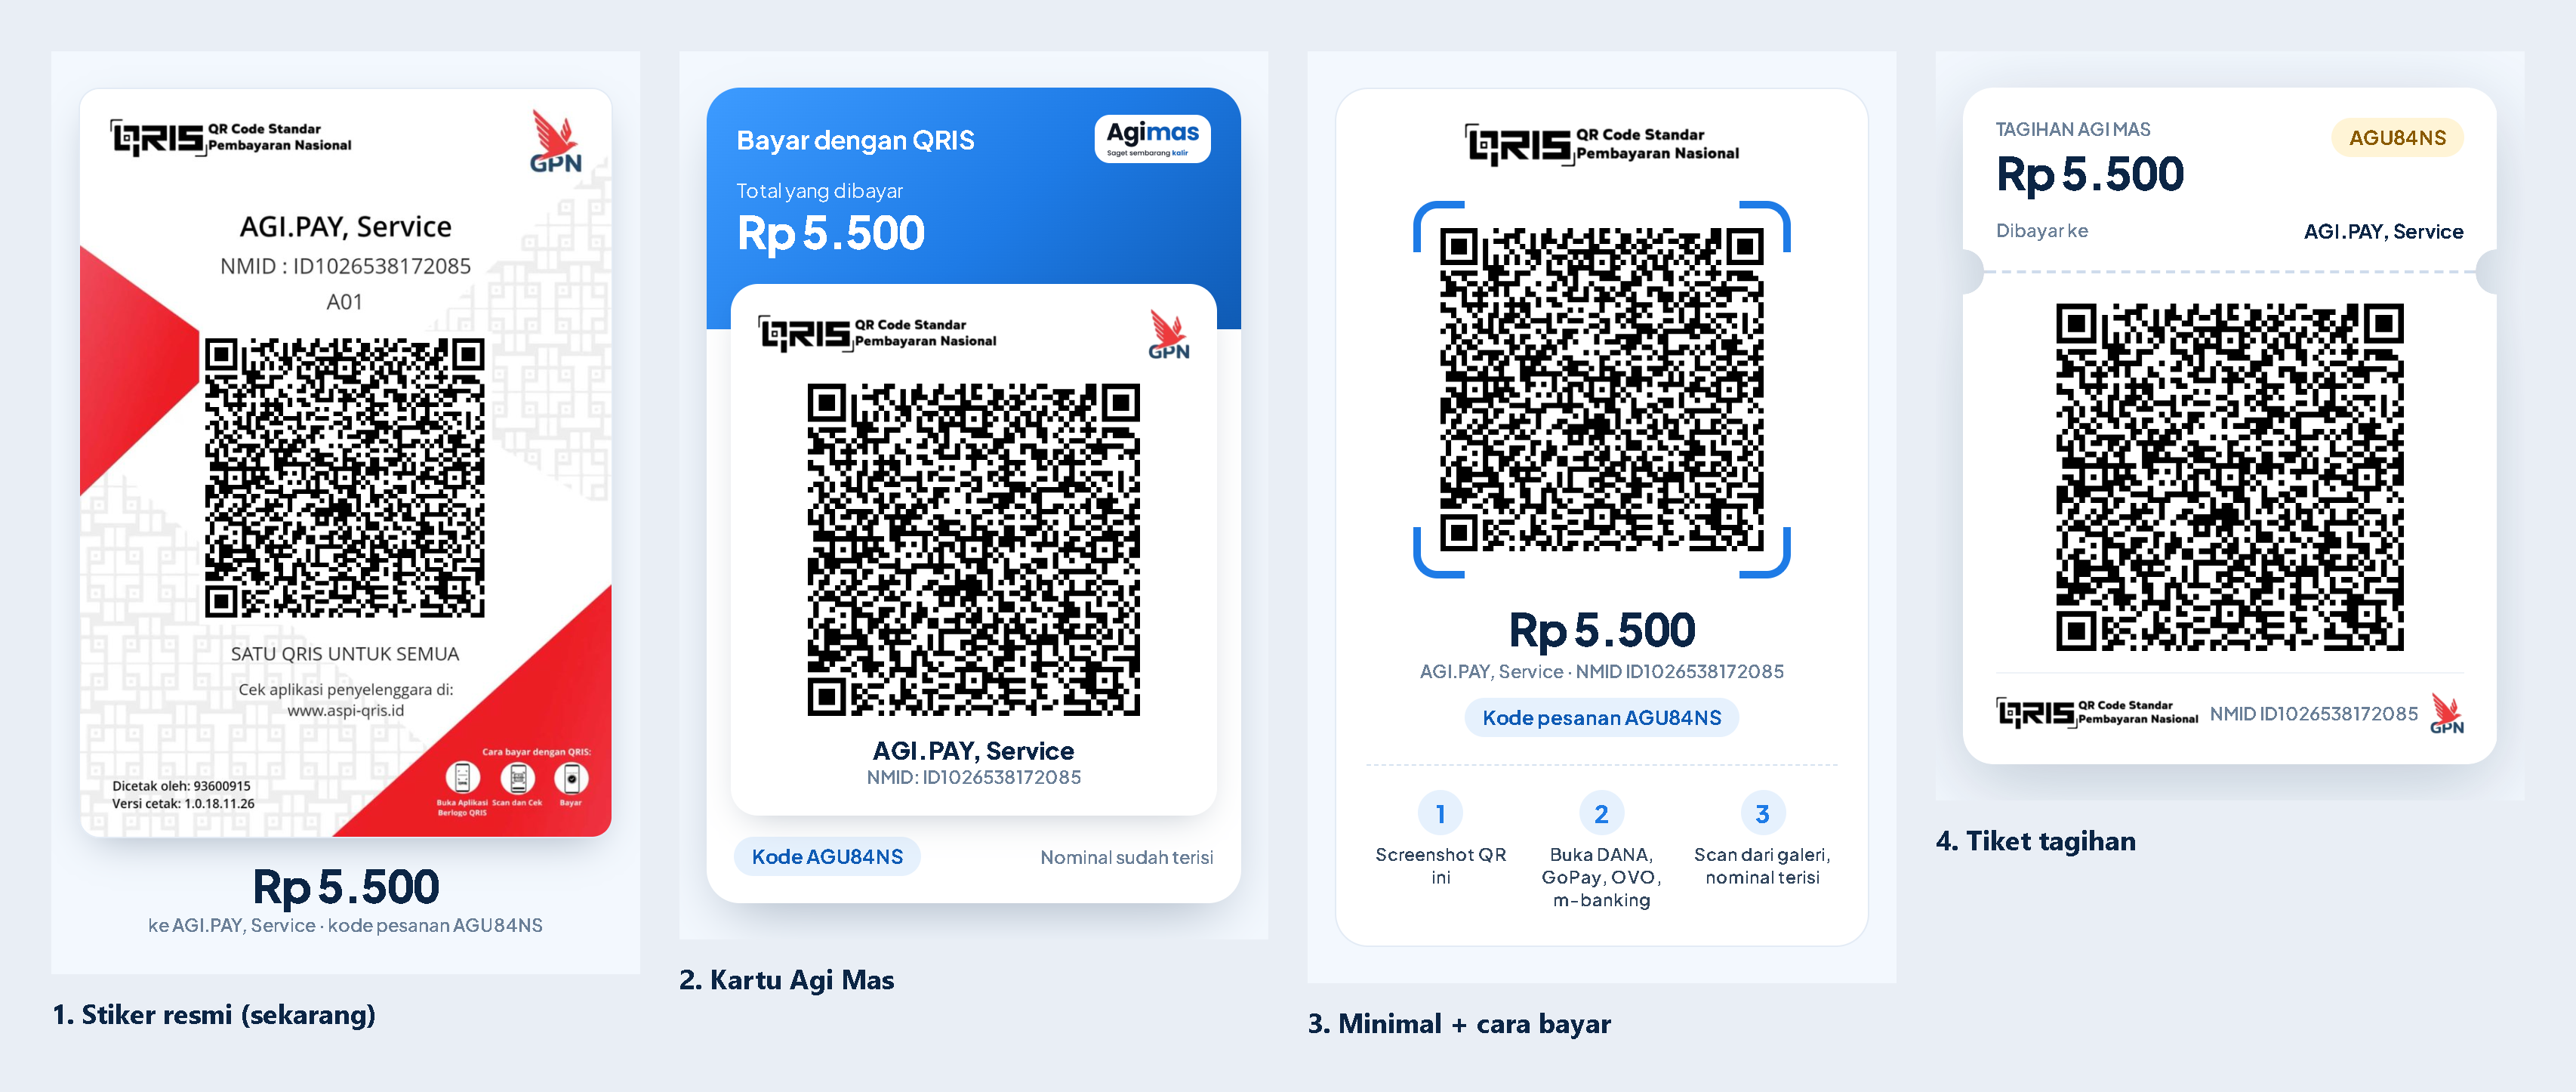 QRIS QR Code Standar
Pembayaran Nasional
GPN
AGI.PAY, Service
NMID : ID1026538172085
A01
SATU QRIS UNTUK SEMUA
Cek aplikasi penyelenggara di:
www.aspi-qris.id
Cara bayar dengan QRIS:
Buka Aplikasi Berlogo QRIS
Scan dan Cek
Bayar
Dicetak oleh: 93600915
Versi cetak: 1.0.18.11.26
Rp 5.500
ke AGI.PAY, Service · kode pesanan AGU84NS
1. Stiker resmi (sekarang)
Bayar dengan QRIS
Agimas
Saget sembarang kalir
Total yang dibayar
Rp 5.500
QRIS QR Code Standar
Pembayaran Nasional
GPN
AGI.PAY, Service
NMID: ID1026538172085
Kode AGU84NS
Nominal sudah terisi
2. Kartu Agi Mas
QRIS QR Code Standar
Pembayaran Nasional
Rp 5.500
AGI.PAY, Service · NMID ID1026538172085
Kode pesanan AGU84NS
1
Screenshot QR
ini
2
Buka DANA,
GoPay, OVO,
m-banking
3
Scan dari galeri,
nominal terisi
3. Minimal + cara bayar
TAGIHAN AGI MAS
AGU84NS
Rp 5.500
Dibayar ke
AGI.PAY, Service
QRIS QR Code Standar
Pembayaran Nasional
NMID ID1026538172085
GPN
4. Tiket tagihan